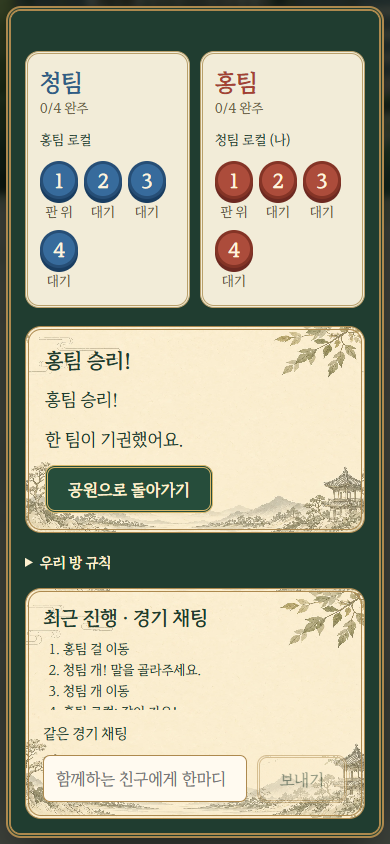 청팀
0/4 완주
홍팀 로컬
1 2 3
판 위 대기 대기
4
대기
홍팀
0/4 완주
청팀 로컬 (나)
1 2 3
판 위 대기 대기
4
대기
홍팀 승리!
홍팀 승리!
한 팀이 기권했어요.
공원으로 돌아가기
▶ 우리 방 규칙
최근 진행 · 경기 채팅
1. 홍팀 걸 이동
2. 청팀 개! 말을 골라주세요.
3. 청팀 개 이동
같은 경기 채팅
함께하는 친구에게 한마디
보내기